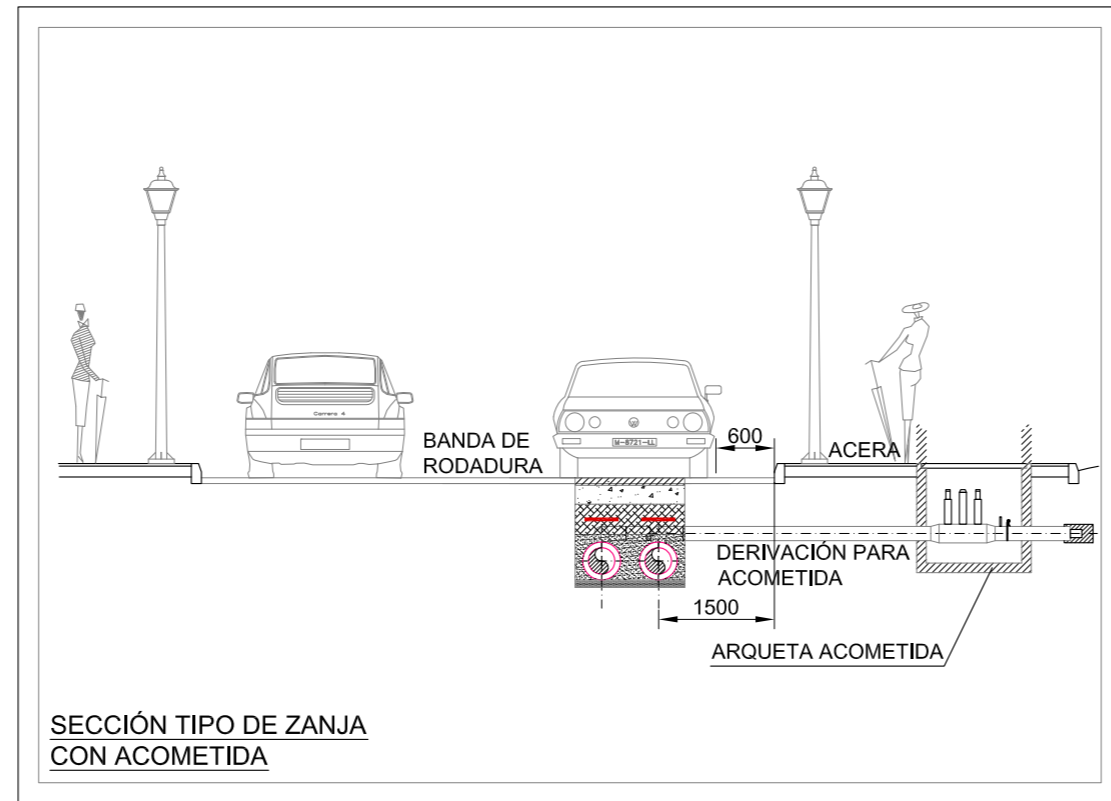 Carrera 4
BANDA DE
RODADURA
M-8721-LL
600
ACERA
DERIVACIÓN PARA
ACOMETIDA
1500
ARQUETA ACOMETIDA
SECCIÓN TIPO DE ZANJA
CON ACOMETIDA